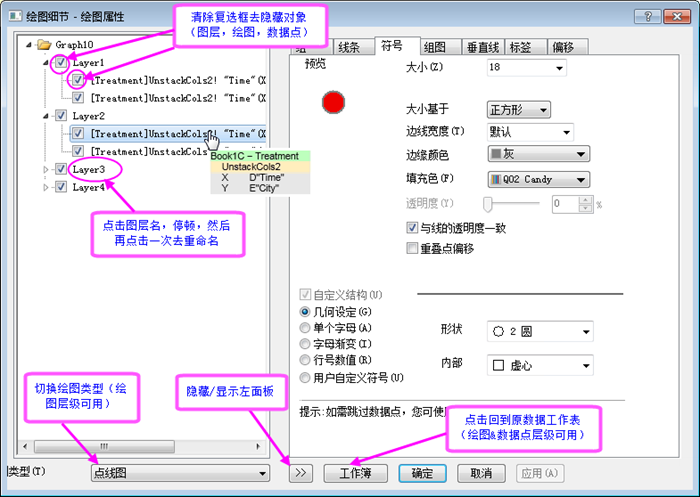 绘图细节 - 绘图属性
清除复选框去隐藏对象
(图层,绘图,数据点)
Graph10
Layer1
[Treatment]UnstackCols2! "Time"(X
[Treatment]UnstackCols2! "Time"(X
Layer2
[Treatment]UnstackCols "Time"(X
[Treatment]UnstackCols "Time"(X
Layer3
Layer4
Book1C – Treatment
UnstackCols2
X D"Time"
Y E"City"
点击图层名,停顿,然后
再点击一次去重命名
切换绘图类型(绘
图层级可用)
隐藏/显示左面板
线条
符号
组图
垂直线
标签
偏移
预览
大小(Z)
18
大小基于
正方形
边线宽度(T)
默认
边缘颜色
灰
填充色(F)
Q02 Candy
透明度(Y)
0
%
与线的透明度一致
重叠点偏移
自定义结构(U)
几何设定(G)
单个字母(A)
字母渐变(I)
行号数值(R)
用户自定义符号(U)
形状
2 圆
内部
虚心
提示:如需跳过数据点,您可使
点击回到原数据工作表
(绘图&数据点层级可用)
类型(T)
点线图
>>
工作簿
确定
取消
应用(A)